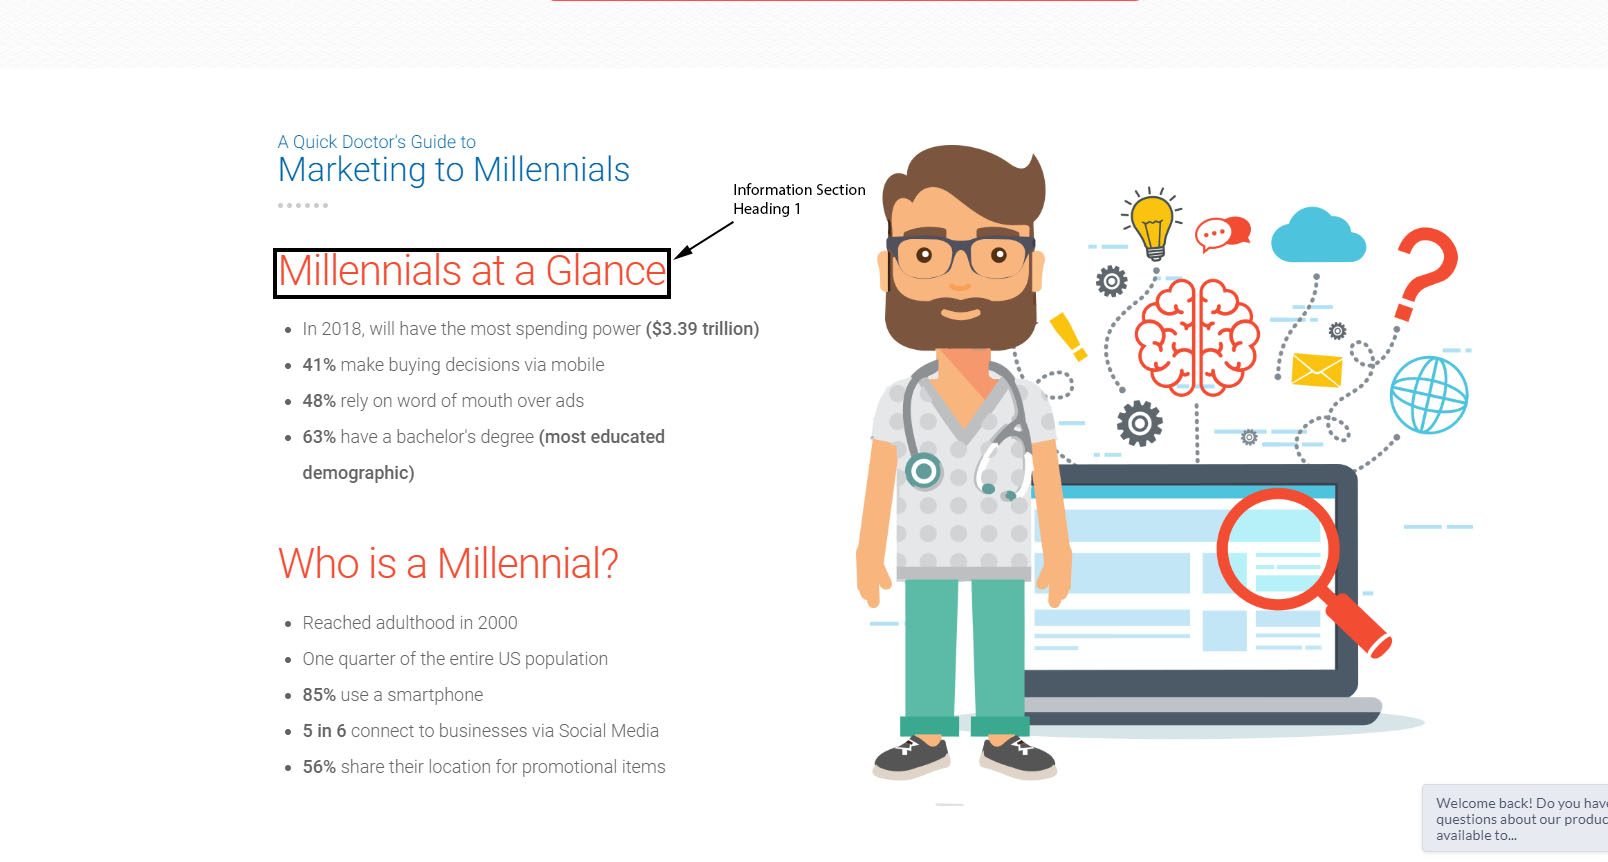 A Quick Doctor's Guide to
Marketing to Millennials
Information Section
Heading 1
Millennials at a Glance
• In 2018, will have the most spending power ($3.39 trillion)
• 41% make buying decisions via mobile
• 48% rely on word of mouth over ads
• 63% have a bachelor's degree (most educated
demographic)
Who is a Millennial?
• Reached adulthood in 2000
• One quarter of the entire US population
• 85% use a smartphone
• 5 in 6 connect to businesses via Social Media
• 56% share their location for promotional items
Welcome back! Do you have
questions about our produc
available to...